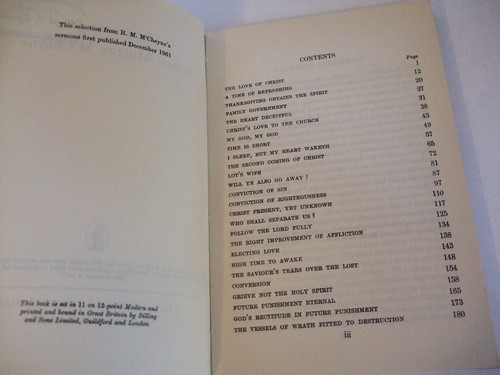 This selection from R. M. M'Cheyne's
sermons first published December 1961
This book is set in 11 on 12-point Modern and
printed and bound in Great Britain by Billing
and Sons Limited, Guildford and London.
CONTENTS
Page
THE LOVE OF CHRIST 1
A TIME OF REFRESHING 12
THANKSGIVING OBTAINS THE SPIRIT 20
FAMILY GOVERNMENT 27
THE HEART DECEITFUL 31
CHRIST'S LOVE TO THE CHURCH 38
MY GOD, MY GOD 43
TIME IS SHORT 49
I SLEEP, BUT MY HEART WAKETH 57
THE SECOND COMING OF CHRIST 65
LOT'S WIFE 72
WILL YE ALSO GO AWAY? 81
CONVICTION OF SIN 87
CONVICTION OF RIGHTEOUSNESS 97
CHRIST PRESENT, YET UNKNOWN 110
WHO SHALL SEPARATE US? 117
FOLLOW THE LORD FULLY 125
THE RIGHT IMPROVEMENT OF AFFLICTION 134
ELECTING LOVE 138
HIGH TIME TO AWAKE 143
THE SAVIOUR'S TEARS OVER THE LOST 148
CONVERSION 154
GRIEVE NOT THE HOLY SPIRIT 158
FUTURE PUNISHMENT ETERNAL 165
GOD'S RECTITUDE IN FUTURE PUNISHMENT 173
THE VESSELS OF WRATH FITTED TO DESTRUCTION 180
iii